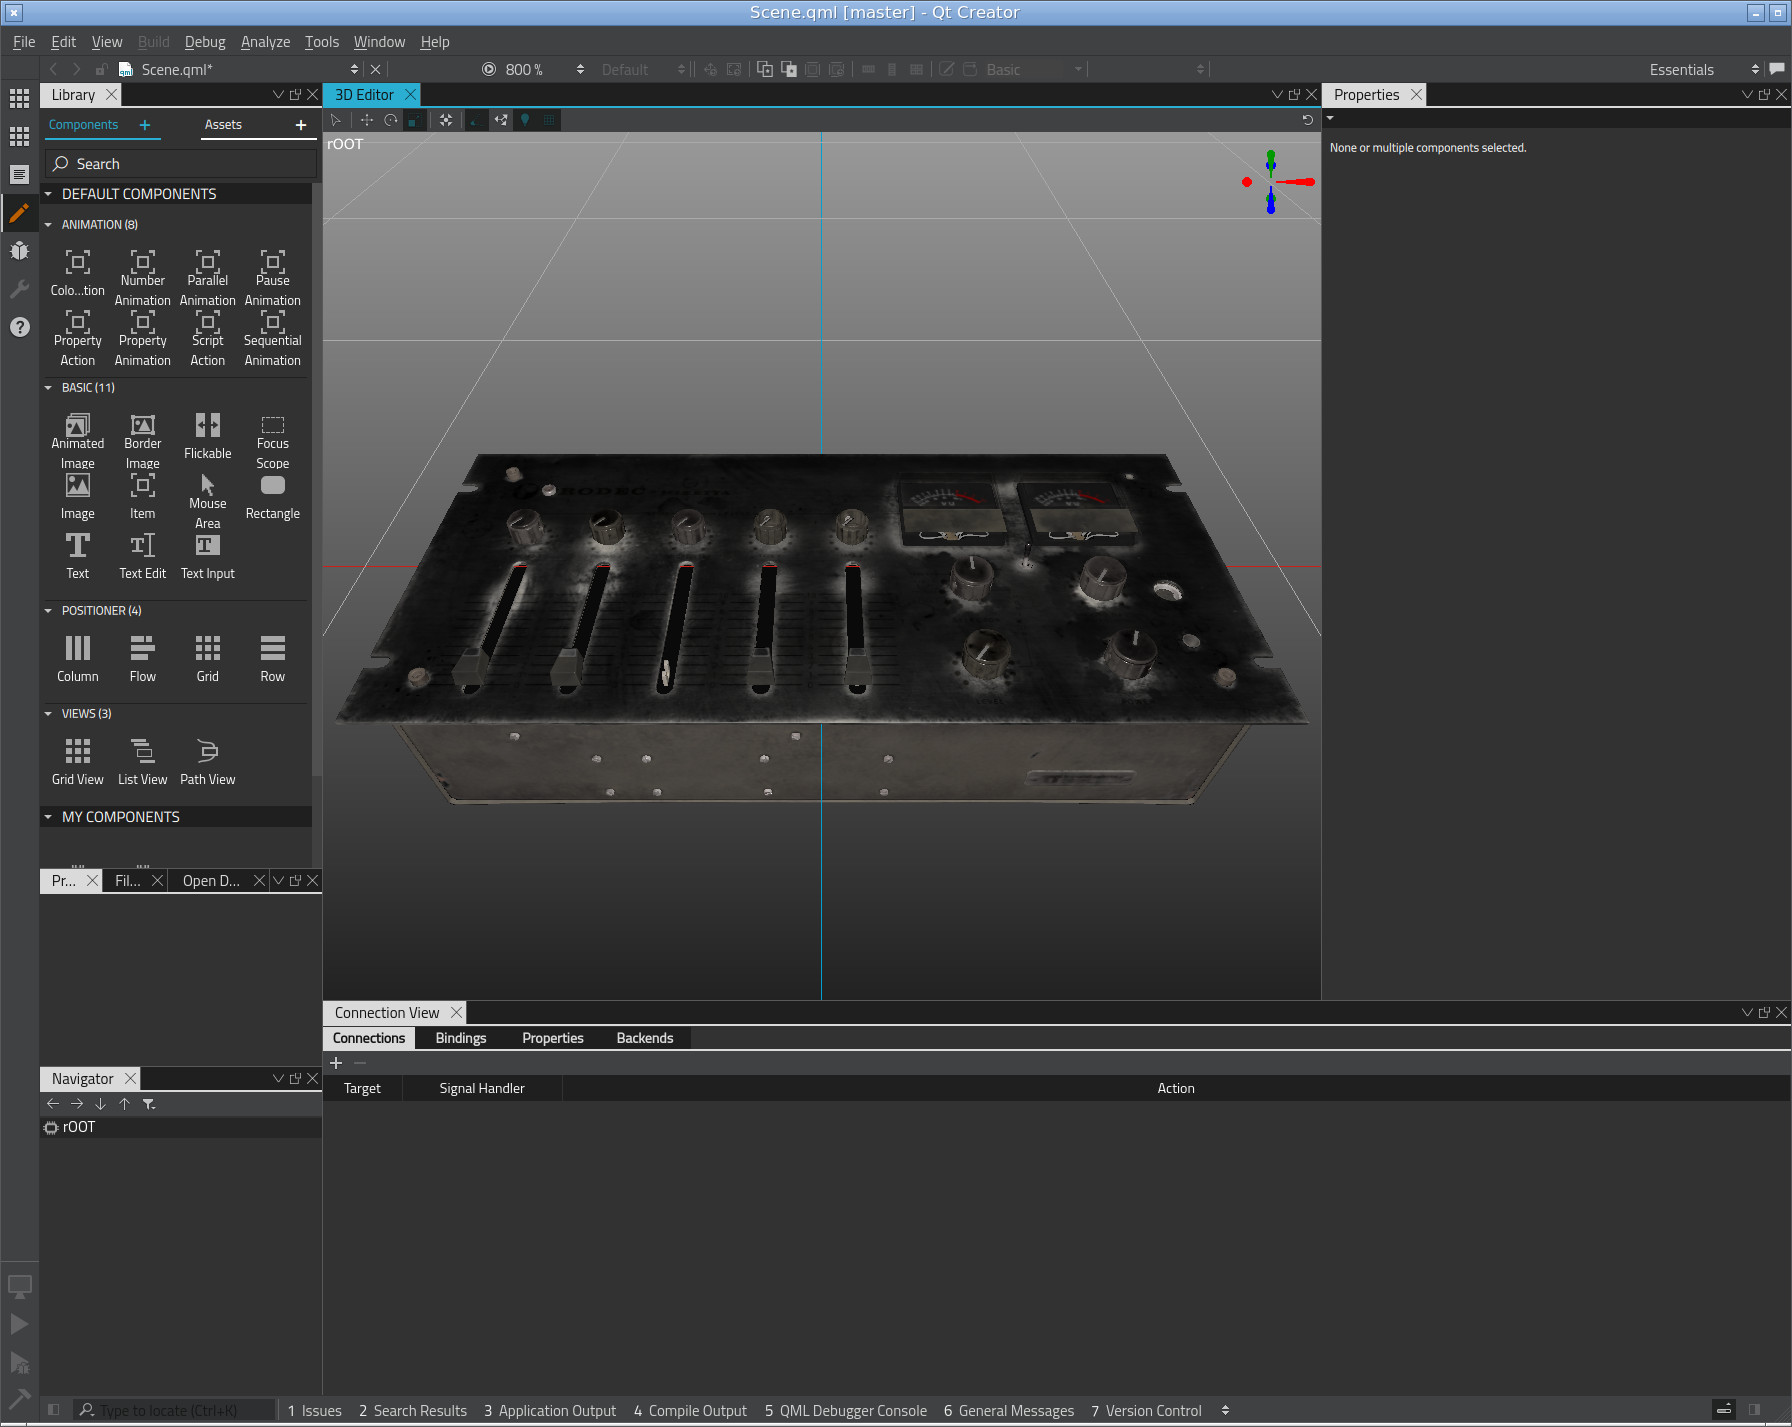 Scene.qml [master] - Qt Creator
File Edit View Build Debug Analyze Tools Window Help
Scene.qml* 800 % Default Basic Essentials
Library
3D Editor
Properties
Components + Assets +
Search
rOOT
None or multiple components selected.
DEFAULT COMPONENTS
ANIMATION (8)
Colo...tion
Number Animation
Parallel Animation
Pause Animation
Property Action
Property Animation
Script Action
Sequential Animation
BASIC (11)
Animated Image
Border Image
Flickable
Focus Scope
Image
Item
Mouse Area
Rectangle
Text
Text Edit
Text Input
POSITIONER (4)
Column
Flow
Grid
Row
VIEWS (3)
Grid View
List View
Path View
MY COMPONENTS
Pr... Fil... Open D...
Connection View
Connections Bindings Properties Backends
Target Signal Handler Action
Navigator
rOOT
Type to locate (Ctrl+K) 1 Issues 2 Search Results 3 Application Output 4 Compile Output 5 QML Debugger Console 6 General Messages 7 Version Control